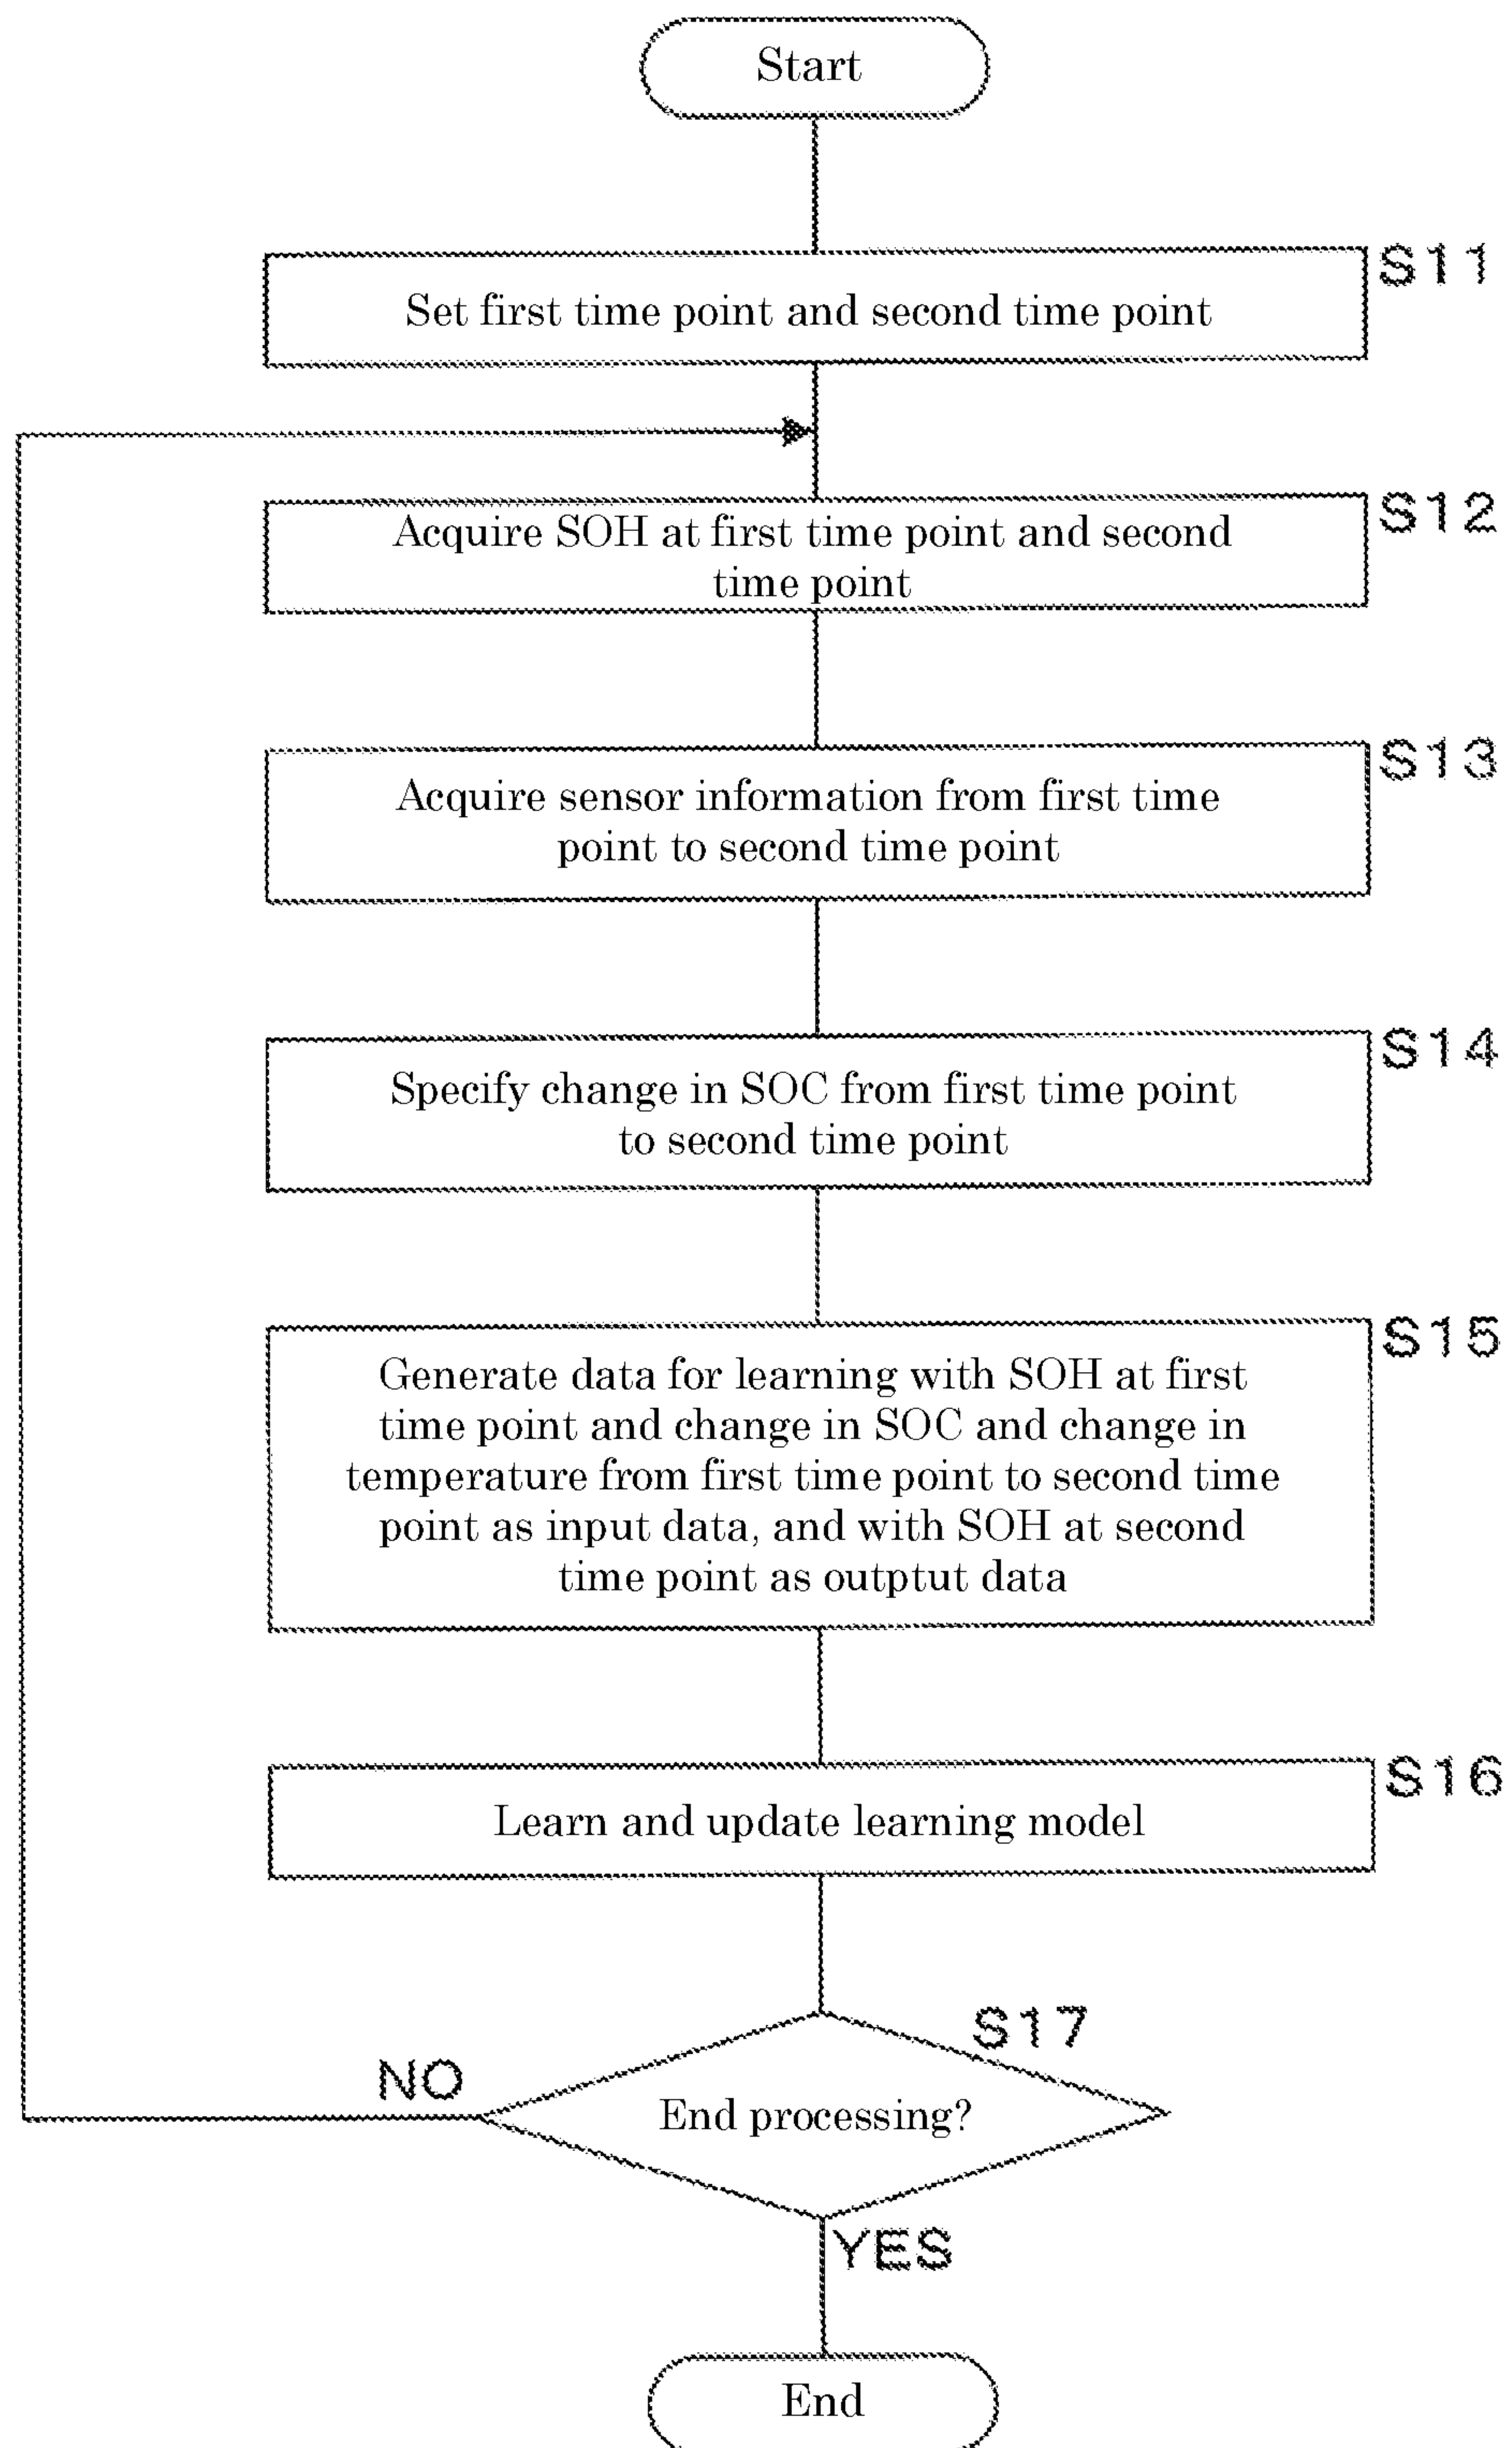 Start
S11
Set first time point and second time point
S12
Acquire SOH at first time point and second
time point
S13
Acquire sensor information from first time
point to second time point
S14
Specify change in SOC from first time point
to second time point
S15
Generate data for learning with SOH at first
time point and change in SOC and change in
temperature from first time point to second time
point as input data, and with SOH at second
time point as outptut data
S16
Learn and update learning model
S17
NO
End processing?
YES
End